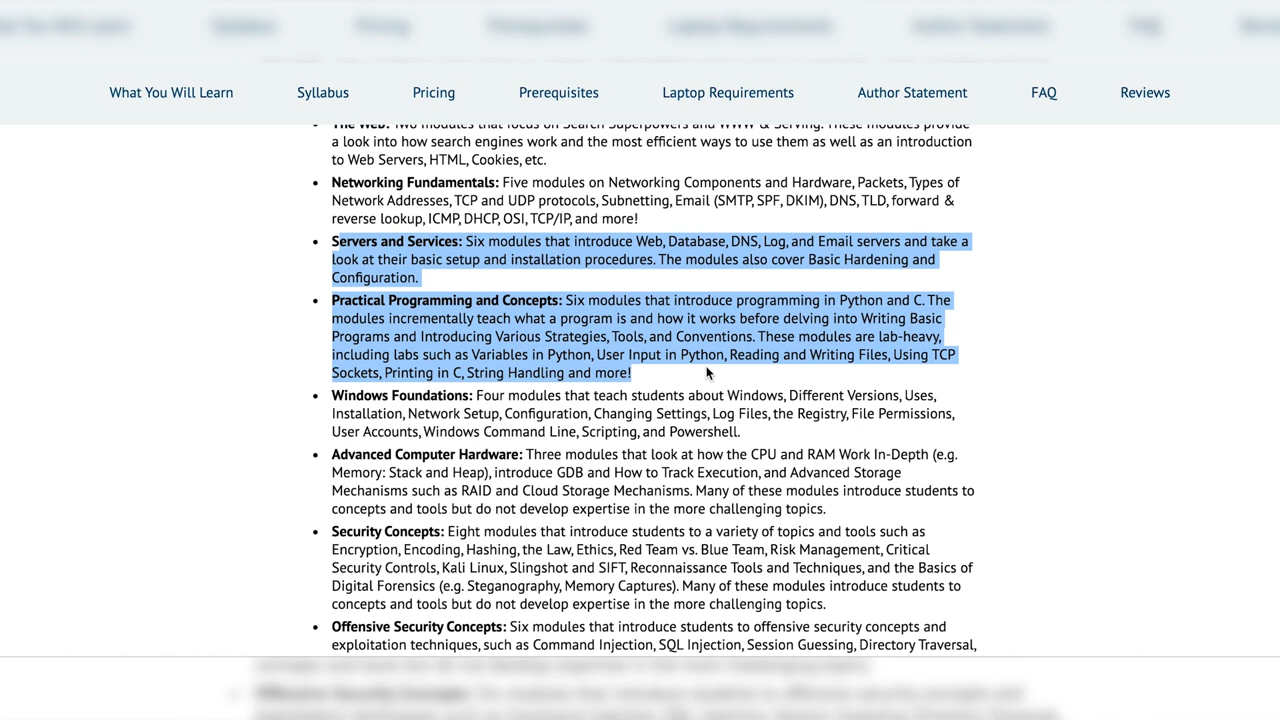 What You Will Learn
Syllabus
Pricing
Prerequisites
Laptop Requirements
Author Statement
FAQ
Reviews
The Web: Two modules that focus on Search Superpowers and WWW & Serving. These modules provide
a look into how search engines work and the most efficient ways to use them as well as an introduction
to Web Servers, HTML, Cookies, etc.
• Networking Fundamentals: Five modules on Networking Components and Hardware, Packets, Types of
Network Addresses, TCP and UDP protocols, Subnetting, Email (SMTP, SPF, DKIM), DNS, TLD, forward &
reverse lookup, ICMP, DHCP, OSI, TCP/IP, and more!
• Servers and Services: Six modules that introduce Web, Database, DNS, Log, and Email servers and take a
look at their basic setup and installation procedures. The modules also cover Basic Hardening and
Configuration.
• Practical Programming and Concepts: Six modules that introduce programming in Python and C. The
modules incrementally teach what a program is and how it works before delving into Writing Basic
Programs and Introducing Various Strategies, Tools, and Conventions. These modules are lab-heavy,
including labs such as Variables in Python, User Input in Python, Reading and Writing Files, Using TCP
Sockets, Printing in C, String Handling and more!
• Windows Foundations: Four modules that teach students about Windows, Different Versions, Uses,
Installation, Network Setup, Configuration, Changing Settings, Log Files, the Registry, File Permissions,
User Accounts, Windows Command Line, Scripting, and Powershell.
• Advanced Computer Hardware: Three modules that look at how the CPU and RAM Work In-Depth (e.g.
Memory: Stack and Heap), introduce GDB and How to Track Execution, and Advanced Storage
Mechanisms such as RAID and Cloud Storage Mechanisms. Many of these modules introduce students to
concepts and tools but do not develop expertise in the more challenging topics.
• Security Concepts: Eight modules that introduce students to a variety of topics and tools such as
Encryption, Encoding, Hashing, the Law, Ethics, Red Team vs. Blue Team, Risk Management, Critical
Security Controls, Kali Linux, Slingshot and SIFT, Reconnaissance Tools and Techniques, and the Basics of
Digital Forensics (e.g. Steganography, Memory Captures). Many of these modules introduce students to
concepts and tools but do not develop expertise in the more challenging topics.
• Offensive Security Concepts: Six modules that introduce students to offensive security concepts and
exploitation techniques, such as Command Injection, SQL Injection, Session Guessing, Directory Traversal,